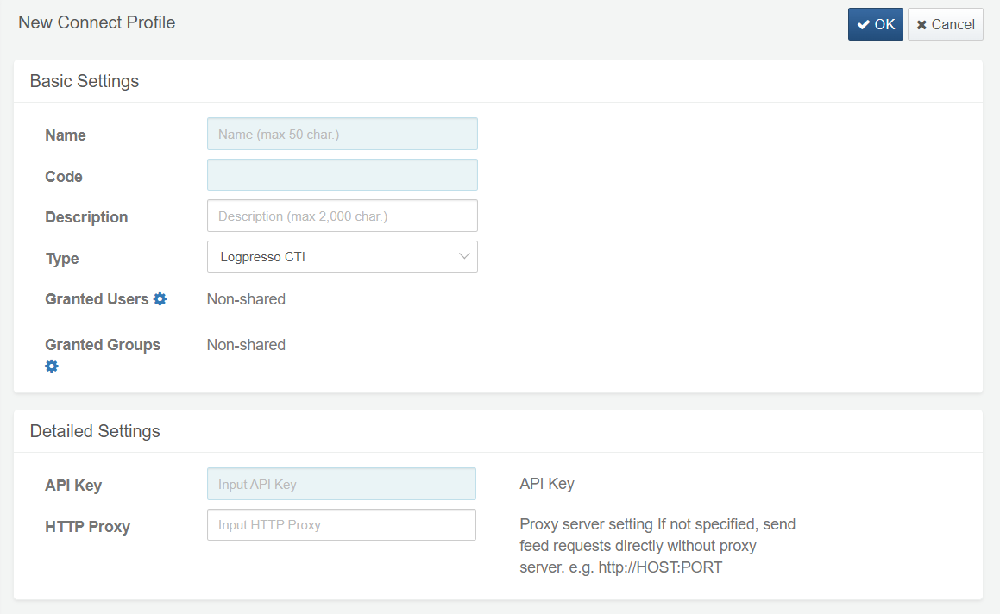 New Connect Profile
OK
Cancel
Basic Settings
Name
Name (max 50 char.)
Code
Description
Description (max 2,000 char.)
Type
Logpresso CTI
Granted Users
Non-shared
Granted Groups
Non-shared
Detailed Settings
API Key
Input API Key
API Key
HTTP Proxy
Input HTTP Proxy
Proxy server setting If not specified, send
feed requests directly without proxy
server. e.g. http://HOST:PORT